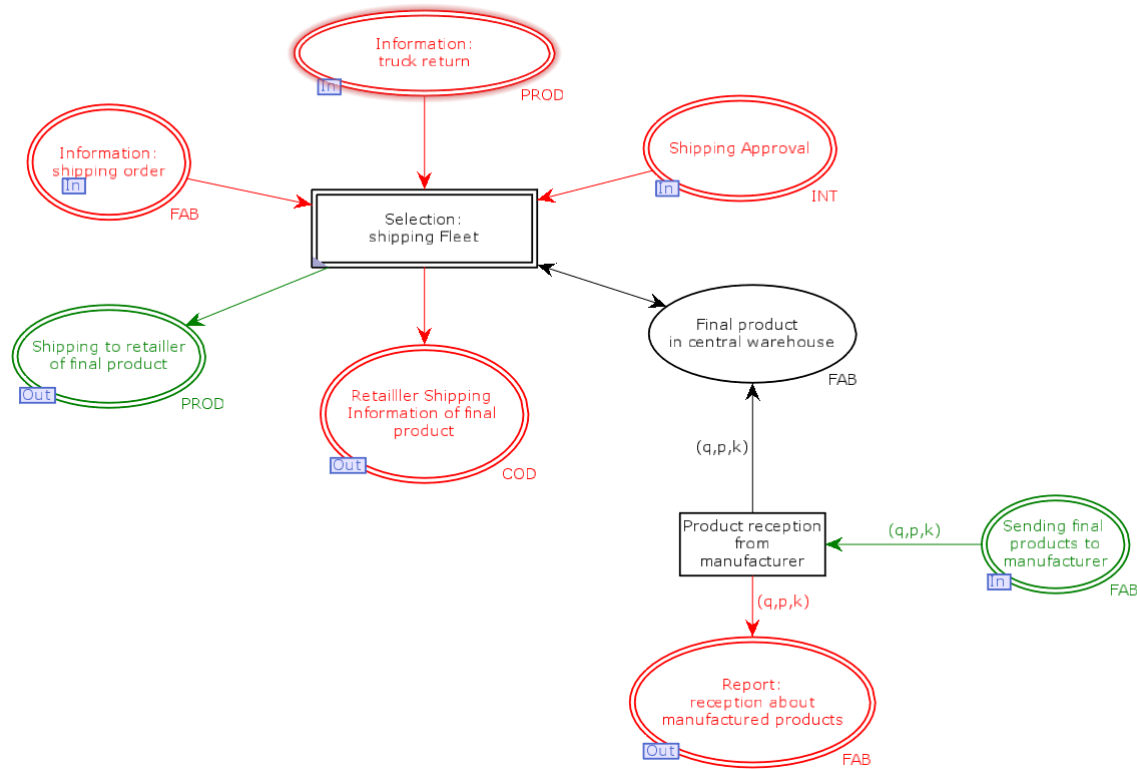 Information:
truck return
In
PROD
Information:
shipping order
In
FAB
Shipping Approval
In
INT
Selection:
shipping Fleet
Shipping to retailler
of final product
Out
PROD
Retailller Shipping
Information of final
product
Out
COD
Final product
in central warehouse
FAB
(q,p,k)
Product reception
from
manufacturer
(q,p,k)
Sending final
products to
manufacturer
In
FAB
(q,p,k)
Report:
reception about
manufactured products
Out
FAB